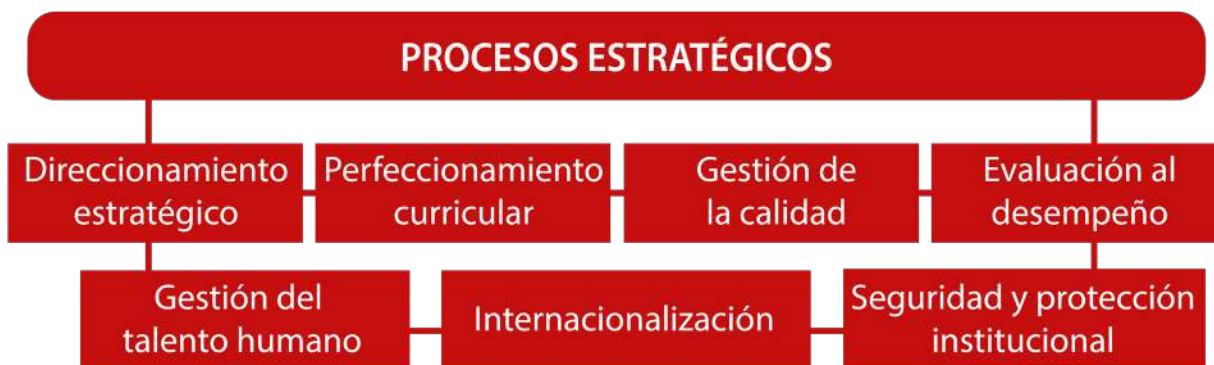 PROCESOS ESTRATÉGICOS
Direccionamiento
estratégico
Perfeccionamiento
curricular
Gestión de
la calidad
Evaluación al
desempeño
Gestión del
talento humano
Internacionalización
Seguridad y protección
institucional